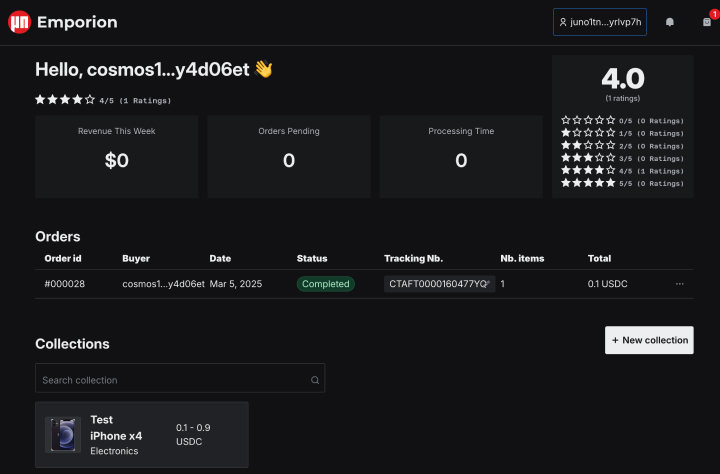 µn Emporion
juno1tn...yrlvp7h
1
Hello, cosmos1...y4d06et 👋
4/5 (1 Ratings)
Revenue This Week
$0
Orders Pending
0
Processing Time
0
4.0
(1 ratings)
0/5 (0 Ratings)
1/5 (0 Ratings)
2/5 (0 Ratings)
3/5 (0 Ratings)
4/5 (1 Ratings)
5/5 (0 Ratings)
Orders
Order id Buyer Date Status Tracking Nb. Nb. items Total
#000028 cosmos1...y4d06et Mar 5, 2025 Completed CTAFT0000160477YQ 1 0.1 USDC ...
Collections
+ New collection
Search collection
Test
iPhone x4
Electronics
0.1 - 0.9
USDC